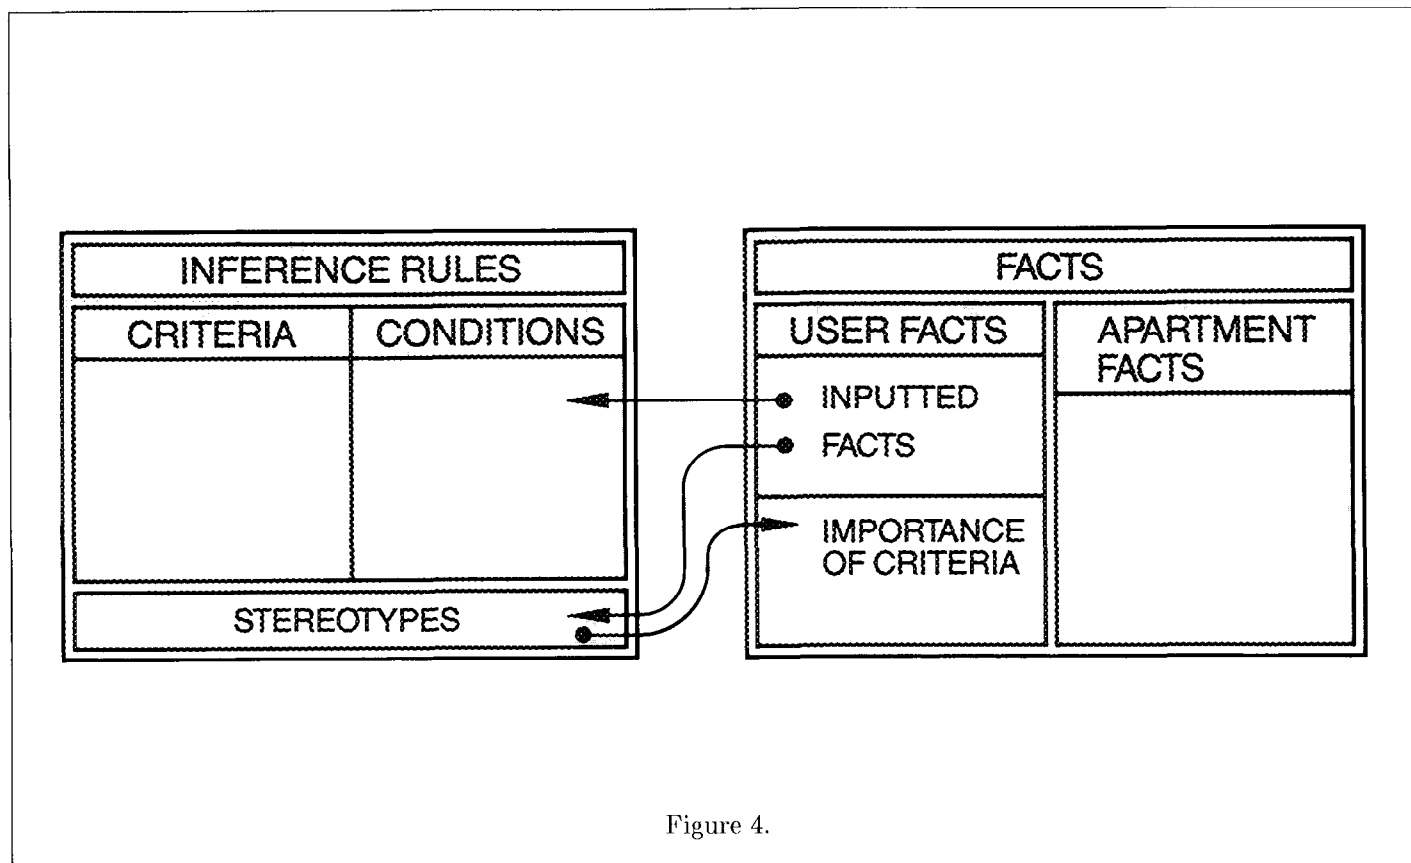 INFERENCE RULES
CRITERIA
CONDITIONS
STEREOTYPES
FACTS
USER FACTS
INPUTTED
FACTS
IMPORTANCE
OF CRITERIA
APARTMENT
FACTS
Figure 4.